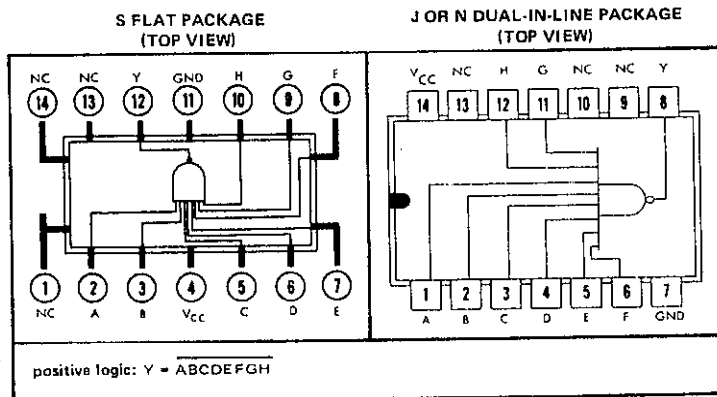 S FLAT PACKAGE
(TOP VIEW)
NC NC Y GND H G F
14 13 12 11 10 9 8
1 2 3 4 5 6 7
NC A B VCC C D E
J OR N DUAL-IN-LINE PACKAGE
(TOP VIEW)
VCC NC H G NC NC Y
14 13 12 11 10 9 8
1 2 3 4 5 6 7
A B C D E F GND
positive logic: Y = ABCDEFGH